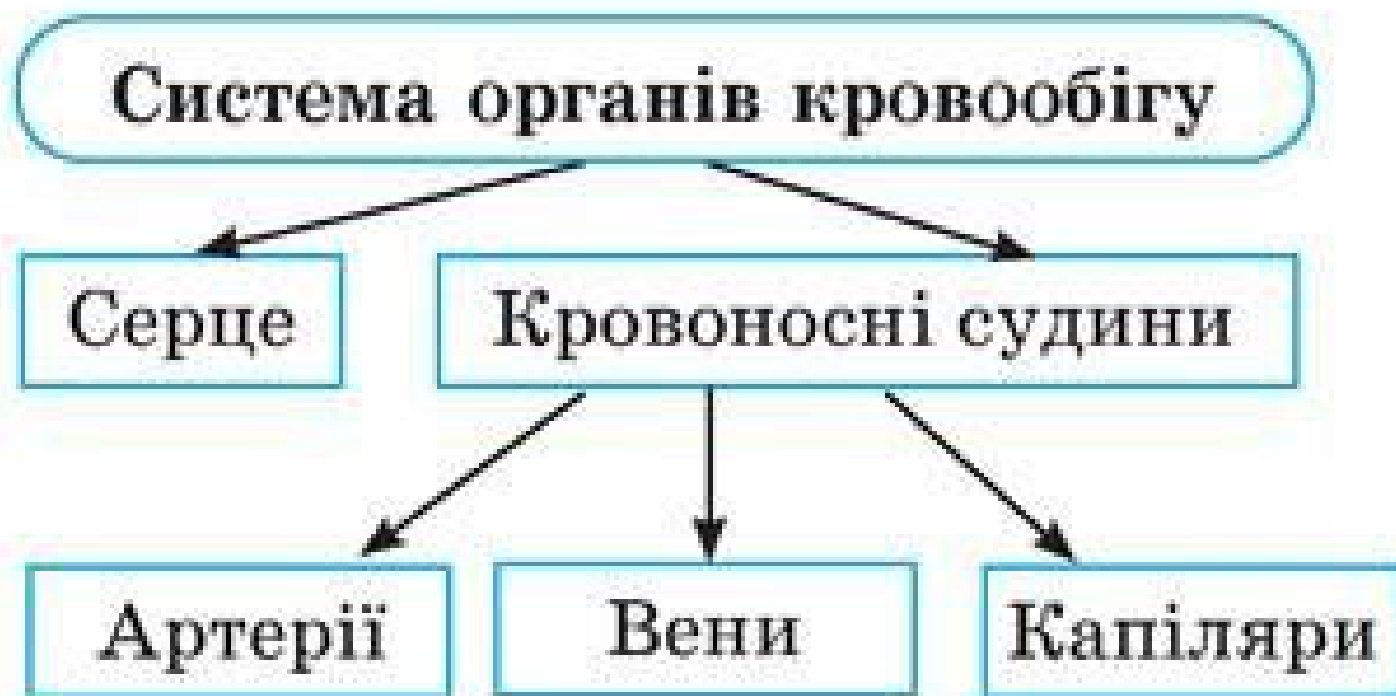 Система органів кровообігу
Серце
Кровоносні судини
Артерії
Вени
Капіляри